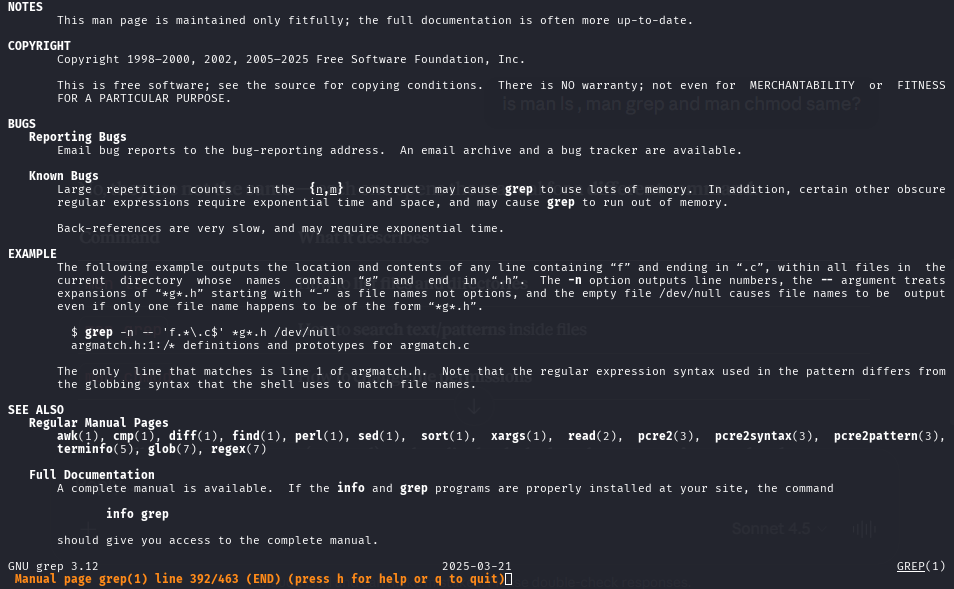 NOTES
This man page is maintained only fitfully; the full documentation is often more up-to-date.
COPYRIGHT
Copyright 1998–2000, 2002, 2005–2025 Free Software Foundation, Inc.
This is free software; see the source for copying conditions. There is NO warranty; not even for MERCHANTABILITY or FITNESS
FOR A PARTICULAR PURPOSE.
is man ls , man grep and man chmod same?
BUGS
Reporting Bugs
Email bug reports to the bug-reporting address. An email archive and a bug tracker are available.
Known Bugs
Large repetition counts in the {n,m} construct may cause grep to use lots of memory. In addition, certain other obscure
regular expressions require exponential time and space, and may cause grep to run out of memory.
Back-references are very slow, and may require exponential time.
Command What it describes
EXAMPLE
The following example outputs the location and contents of any line containing “f” and ending in “.c”, within all files in the
current directory whose names contain “g” and end in “.h”. The -n option outputs line numbers, the -- argument treats
expansions of “*g*.h” starting with “-” as file names not options, and the empty file /dev/null causes file names to be output
even if only one file name happens to be of the form “*g*.h”.
$ grep -n -- 'f.*\.c$' *g*.h /dev/null
to search text/patterns inside files
argmatch.h:1:/* definitions and prototypes for argmatch.c
The only line that matches is line 1 of argmatch.h. Note that the regular expression syntax used in the pattern differs from
the globbing syntax that the shell uses to match file names.
SEE ALSO
Regular Manual Pages
awk(1), cmp(1), diff(1), find(1), perl(1), sed(1), sort(1), xargs(1), read(2), pcre2(3), pcre2syntax(3), pcre2pattern(3),
terminfo(5), glob(7), regex(7)
Full Documentation
A complete manual is available. If the info and grep programs are properly installed at your site, the command
info grep
Sonnet 4.5
should give you access to the complete manual.
GNU grep 3.12 2025-03-21 GREP(1)
Manual page grep(1) line 392/463 (END) (press h for help or q to quit)
double-check responses.